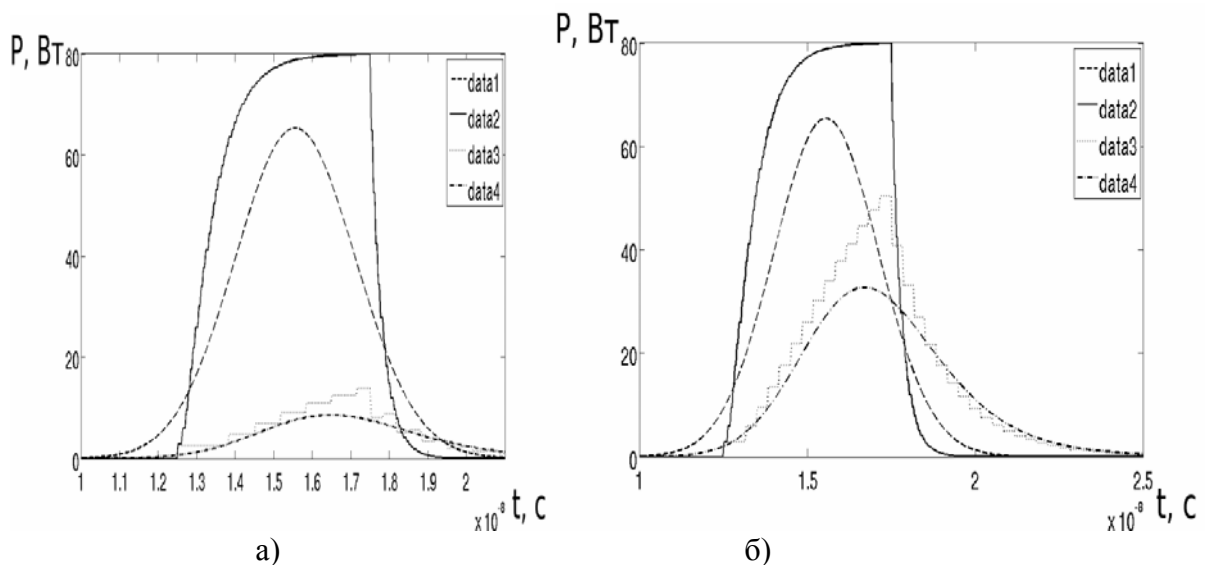 P, Вт
80
60
40
20
0
data1
data2
data3
data4
1 1.1 1.2 1.3 1.4 1.5 1.6 1.7 1.8 1.9 2
x10⁻⁸ t, с
а)
P, Вт
80
60
40
20
0
data1
data2
data3
data4
1 1.5 2 2.5
x10⁻⁸ t, с
б)